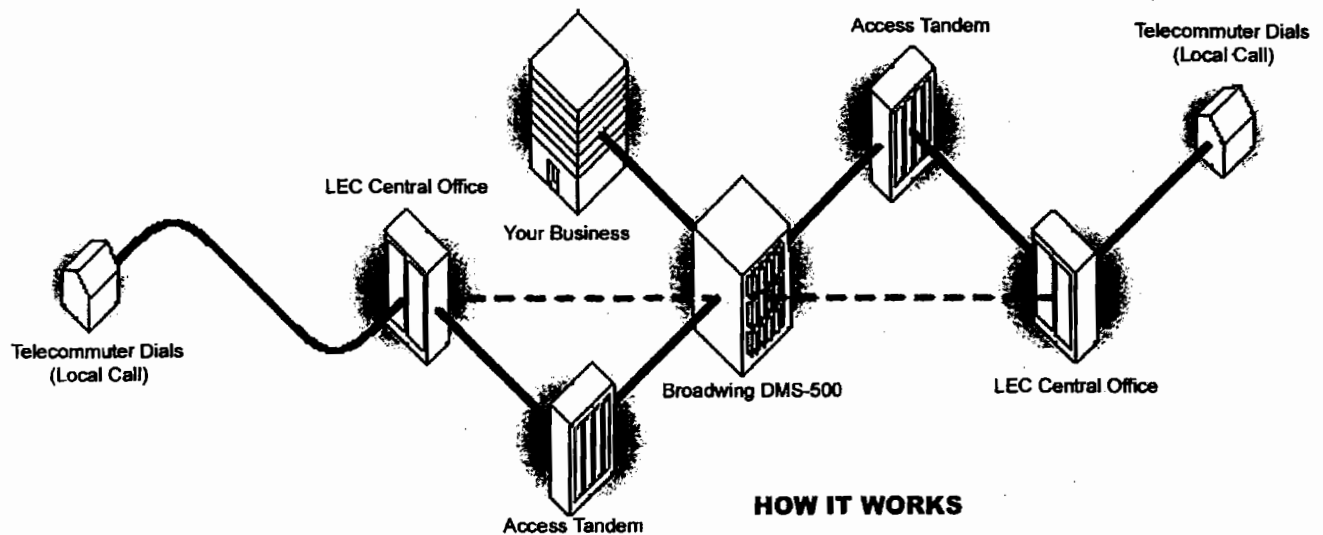 Access Tandem
Telecommuter Dials
(Local Call)
LEC Central Office
Your Business
Telecommuter Dials
(Local Call)
Broadwing DMS-500
LEC Central Office
Access Tandem
HOW IT WORKS